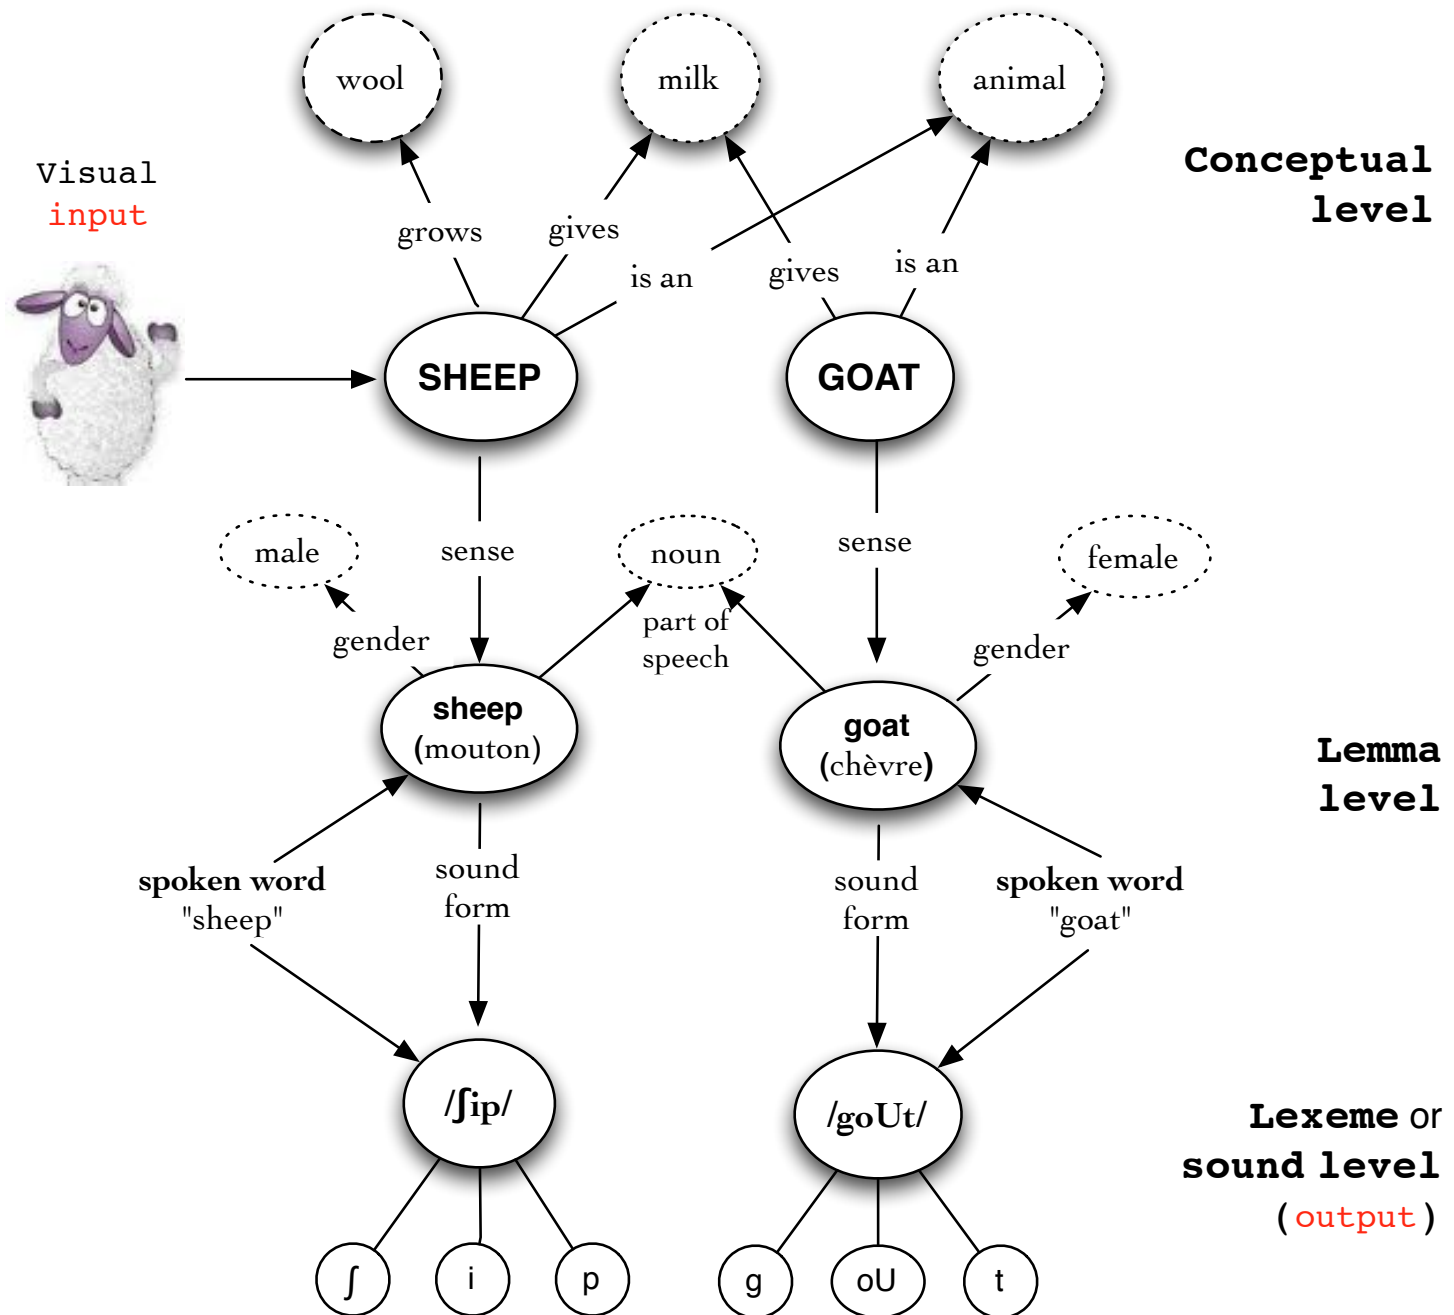 wool
milk
animal
Visual
input
Conceptual
level
grows
gives
is an
gives
is an
SHEEP
GOAT
male
sense
noun
sense
female
gender
part of
speech
gender
sheep
(mouton)
goat
(chèvre)
Lemma
level
spoken word
"sheep"
sound
form
sound
form
spoken word
"goat"
/ʃip/
/goUt/
Lexeme or
sound level
(output)
ʃ
i
p
g
oU
t